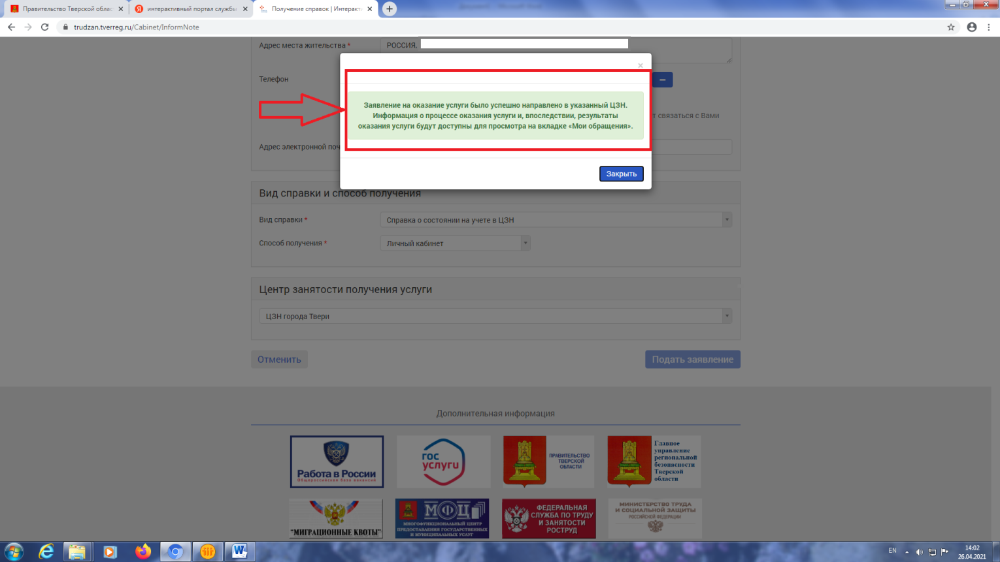 Правительство Тверской облас
интерактивный портал службы
Получение справок | Интеракти
trudzan.tverreg.ru/Cabinet/InformNote
Адрес места жительства *
РОССИЯ,
×
Телефон
Заявление на оказание услуги было успешно направлено в указанный ЦЗН.
Информация о процессе оказания услуги и, впоследствии, результаты
оказания услуги будут доступны для просмотра на вкладке «Мои обращения».
т связаться с Вами
Адрес электронной поч
Закрыть
Вид справки и способ получения
Вид справки *
Справка о состоянии на учете в ЦЗН
Способ получения *
Личный кабинет
Центр занятости получения услуги
ЦЗН города Твери
Отменить
Подать заявление
Дополнительная информация
Работа в России
Общероссийская база вакансий
гос
услуги
ПРАВИТЕЛЬСТВО
ТВЕРСКОЙ
ОБЛАСТИ
Главное
управление
региональной
безопасности
Тверской
области
"МИГРАЦИОННЫЕ КВОТЫ"
МФЦ
МНОГОФУНКЦИОНАЛЬНЫЙ ЦЕНТР
ПРЕДОСТАВЛЕНИЯ ГОСУДАРСТВЕННЫХ
И МУНИЦИПАЛЬНЫХ УСЛУГ
ФЕДЕРАЛЬНАЯ
СЛУЖБА ПО ТРУДУ
И ЗАНЯТОСТИ
РОСТРУД
МИНИСТЕРСТВО ТРУДА
И СОЦИАЛЬНОЙ ЗАЩИТЫ
РОССИЙСКОЙ ФЕДЕРАЦИИ
EN
14:02
26.04.2021